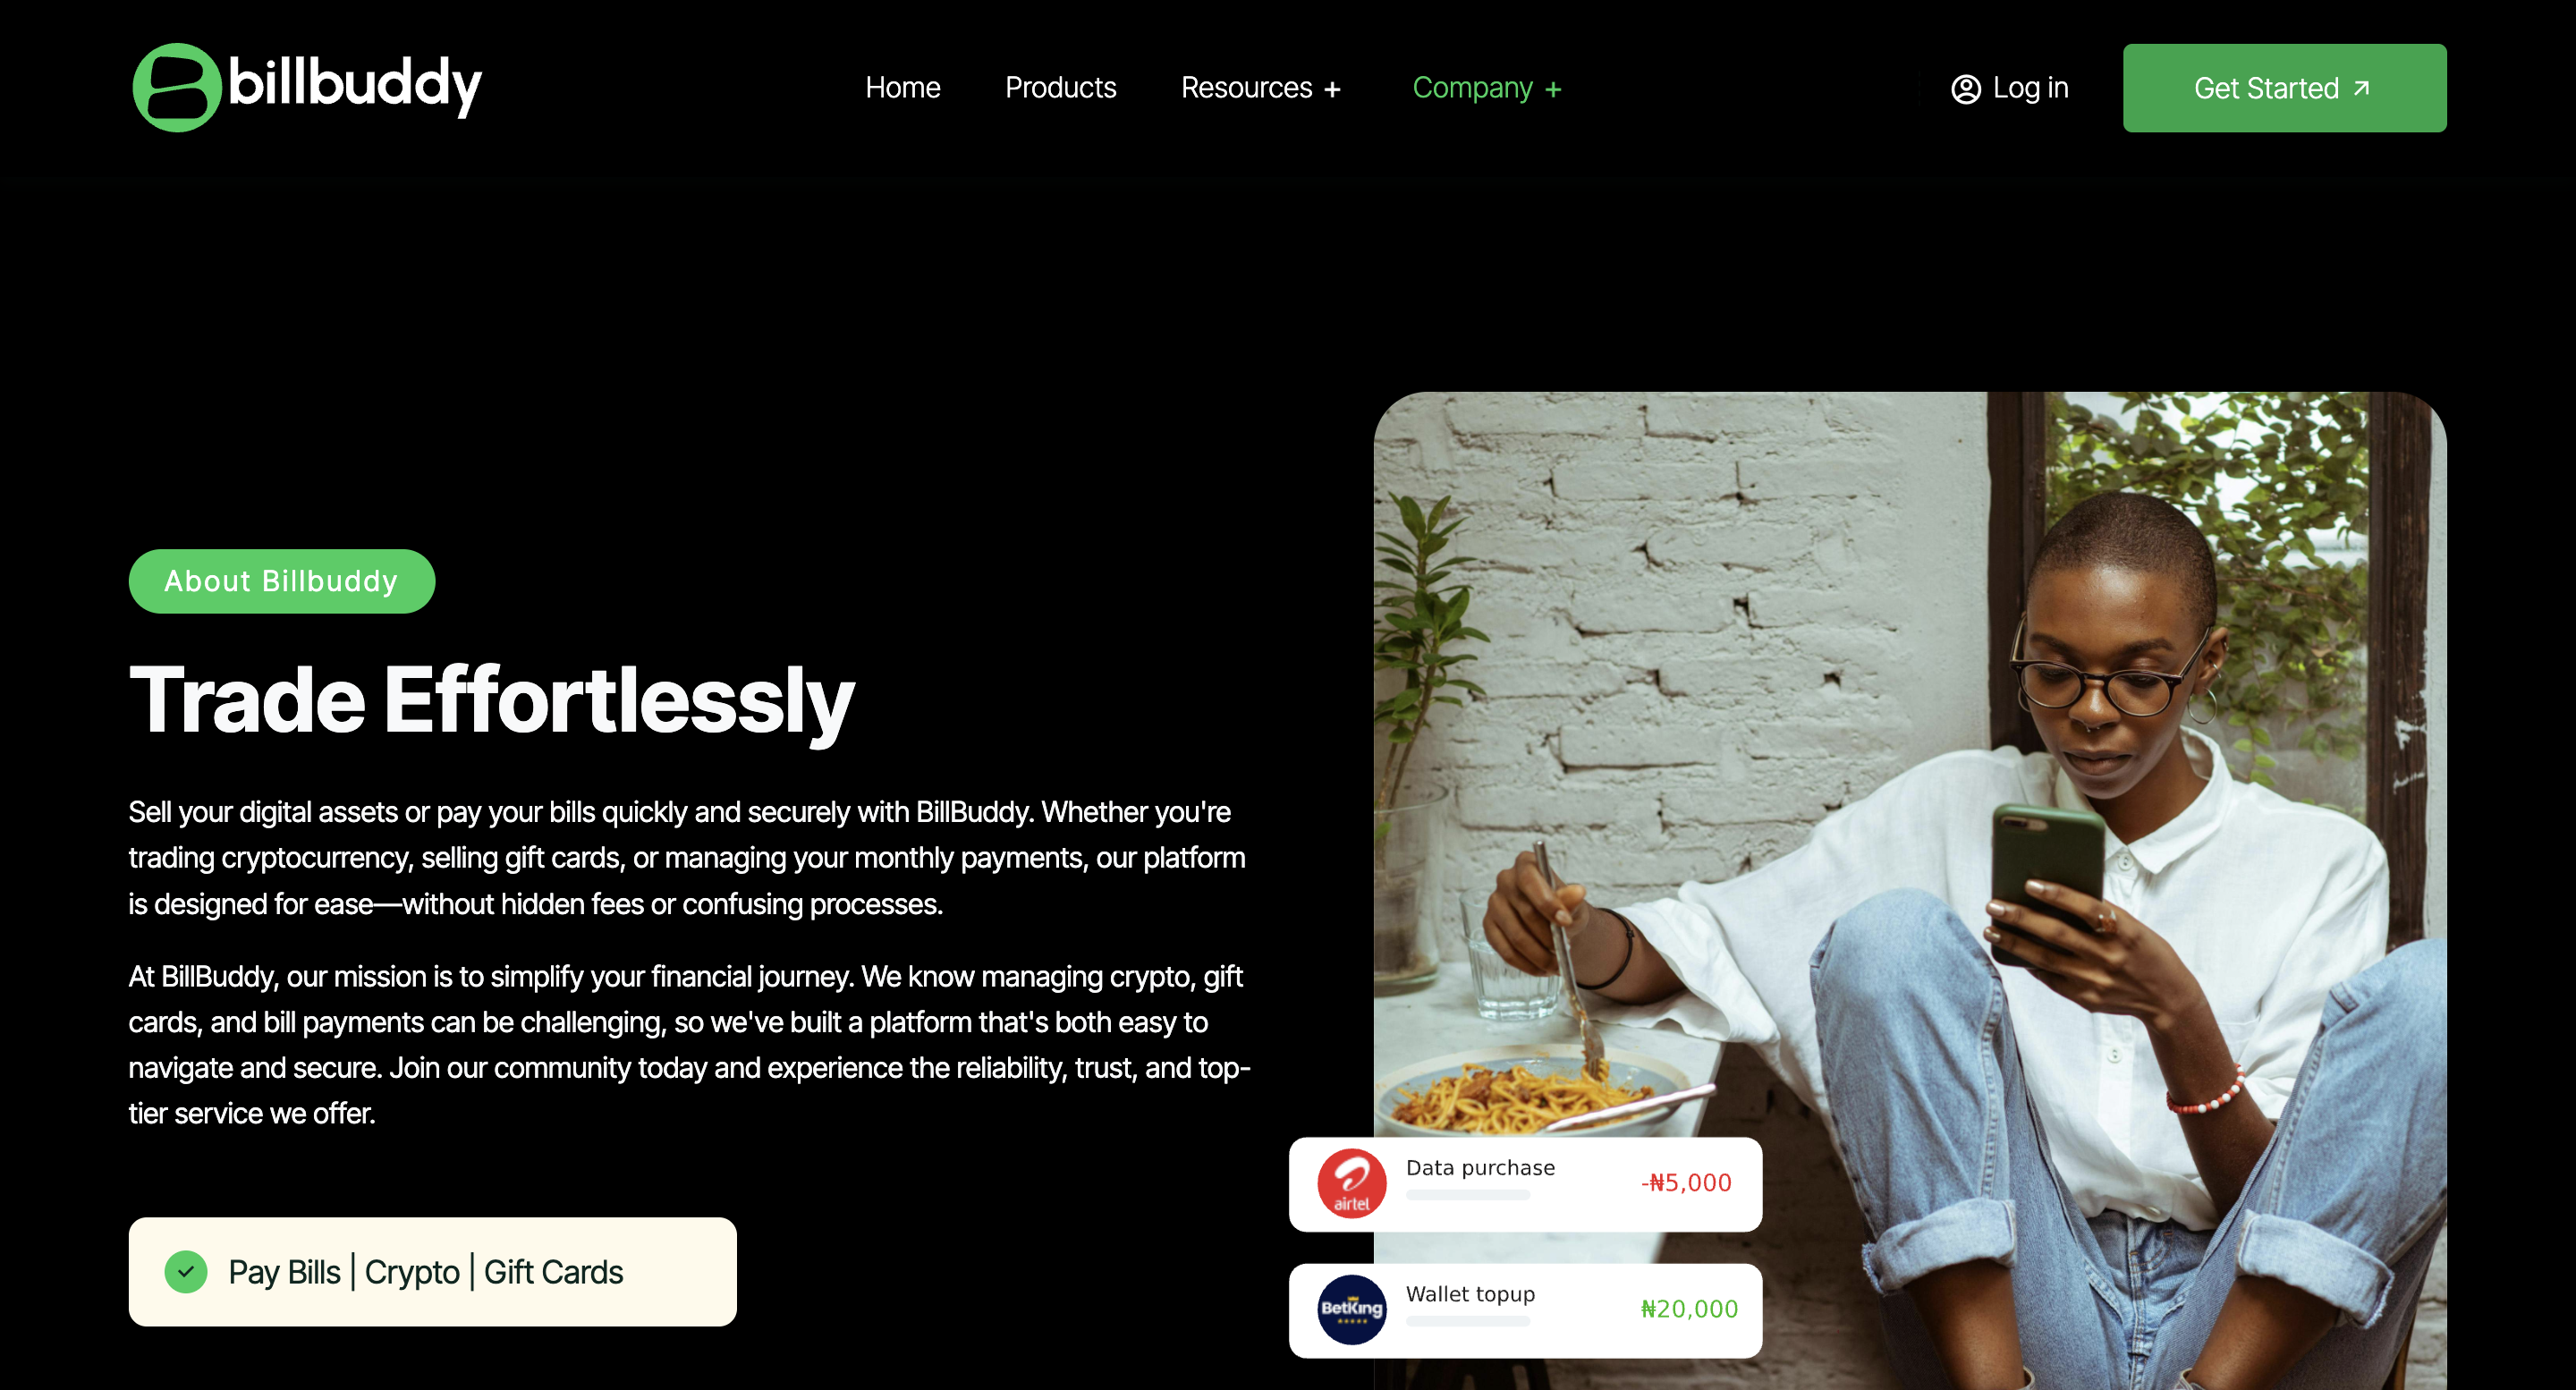 billbuddy
Home
Products
Resources +
Company +
Log in
Get Started
About Billbuddy
Trade Effortlessly
Sell your digital assets or pay your bills quickly and securely with BillBuddy. Whether you're
trading cryptocurrency, selling gift cards, or managing your monthly payments, our platform
is designed for ease—without hidden fees or confusing processes.
At BillBuddy, our mission is to simplify your financial journey. We know managing crypto, gift
cards, and bill payments can be challenging, so we've built a platform that's both easy to
navigate and secure. Join our community today and experience the reliability, trust, and top-
tier service we offer.
Pay Bills | Crypto | Gift Cards
airtel
Data purchase
-₦5,000
BetKing
Wallet topup
₦20,000